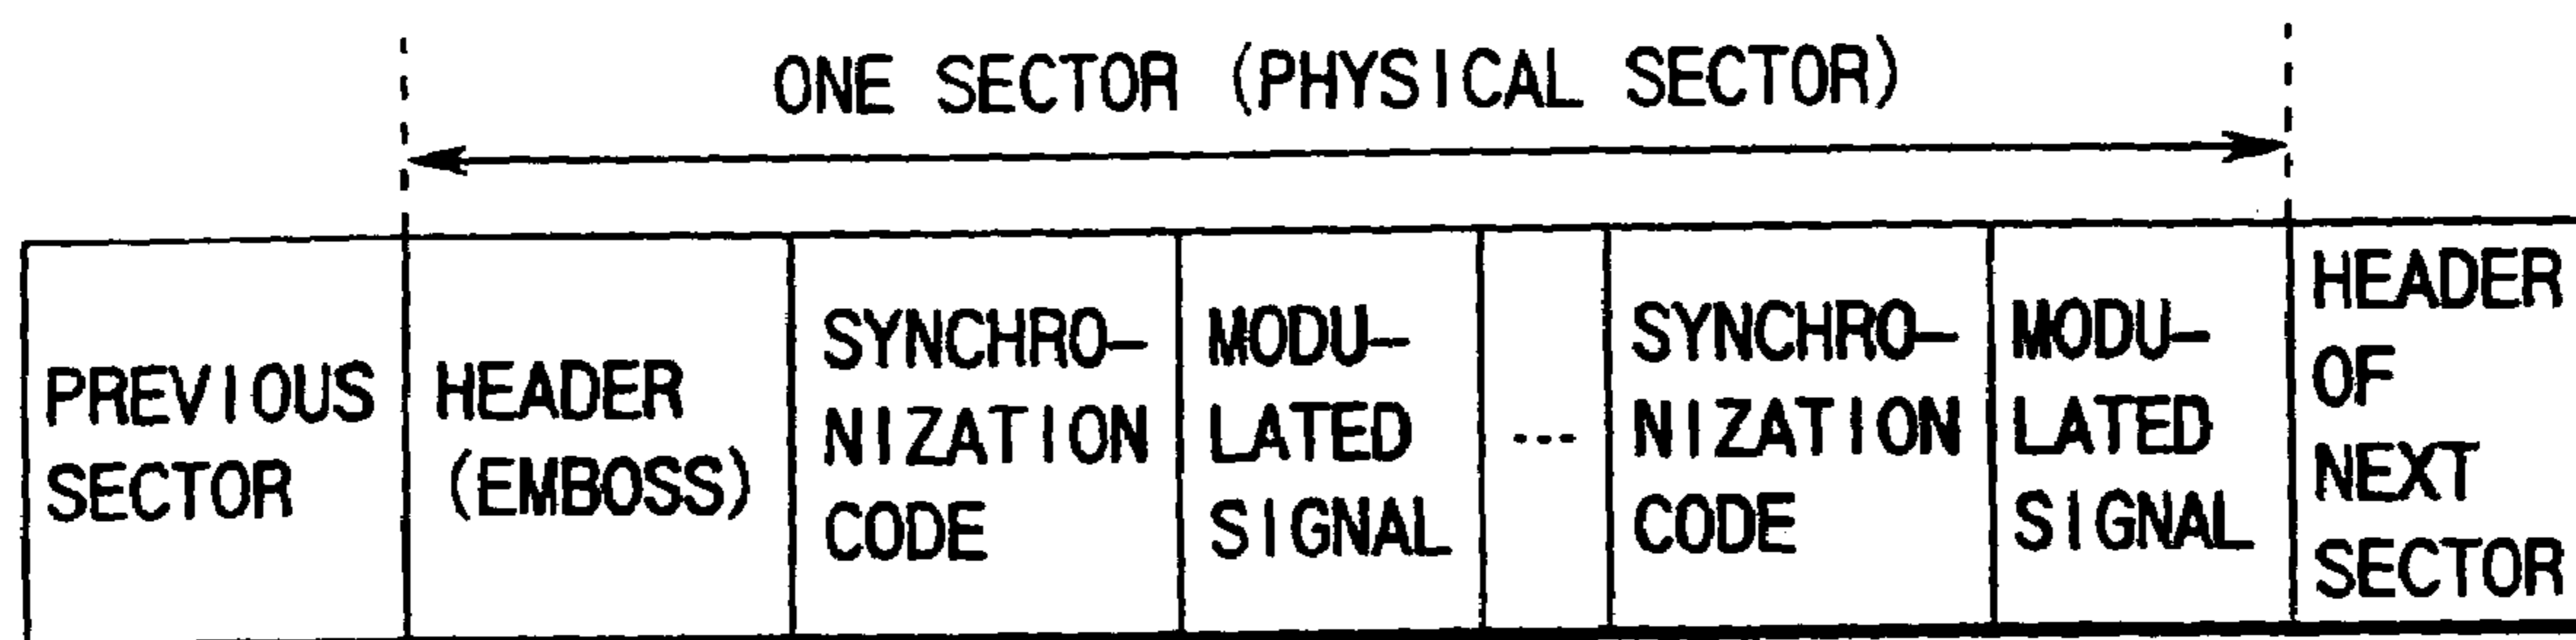 ONE SECTOR (PHYSICAL SECTOR)
PREVIOUS
SECTOR
HEADER
(EMBOSS)
SYNCHRO-
NIZATION
CODE
MODU-
LATED
SIGNAL
...
SYNCHRO-
NIZATION
CODE
MODU-
LATED
SIGNAL
HEADER
OF
NEXT
SECTOR